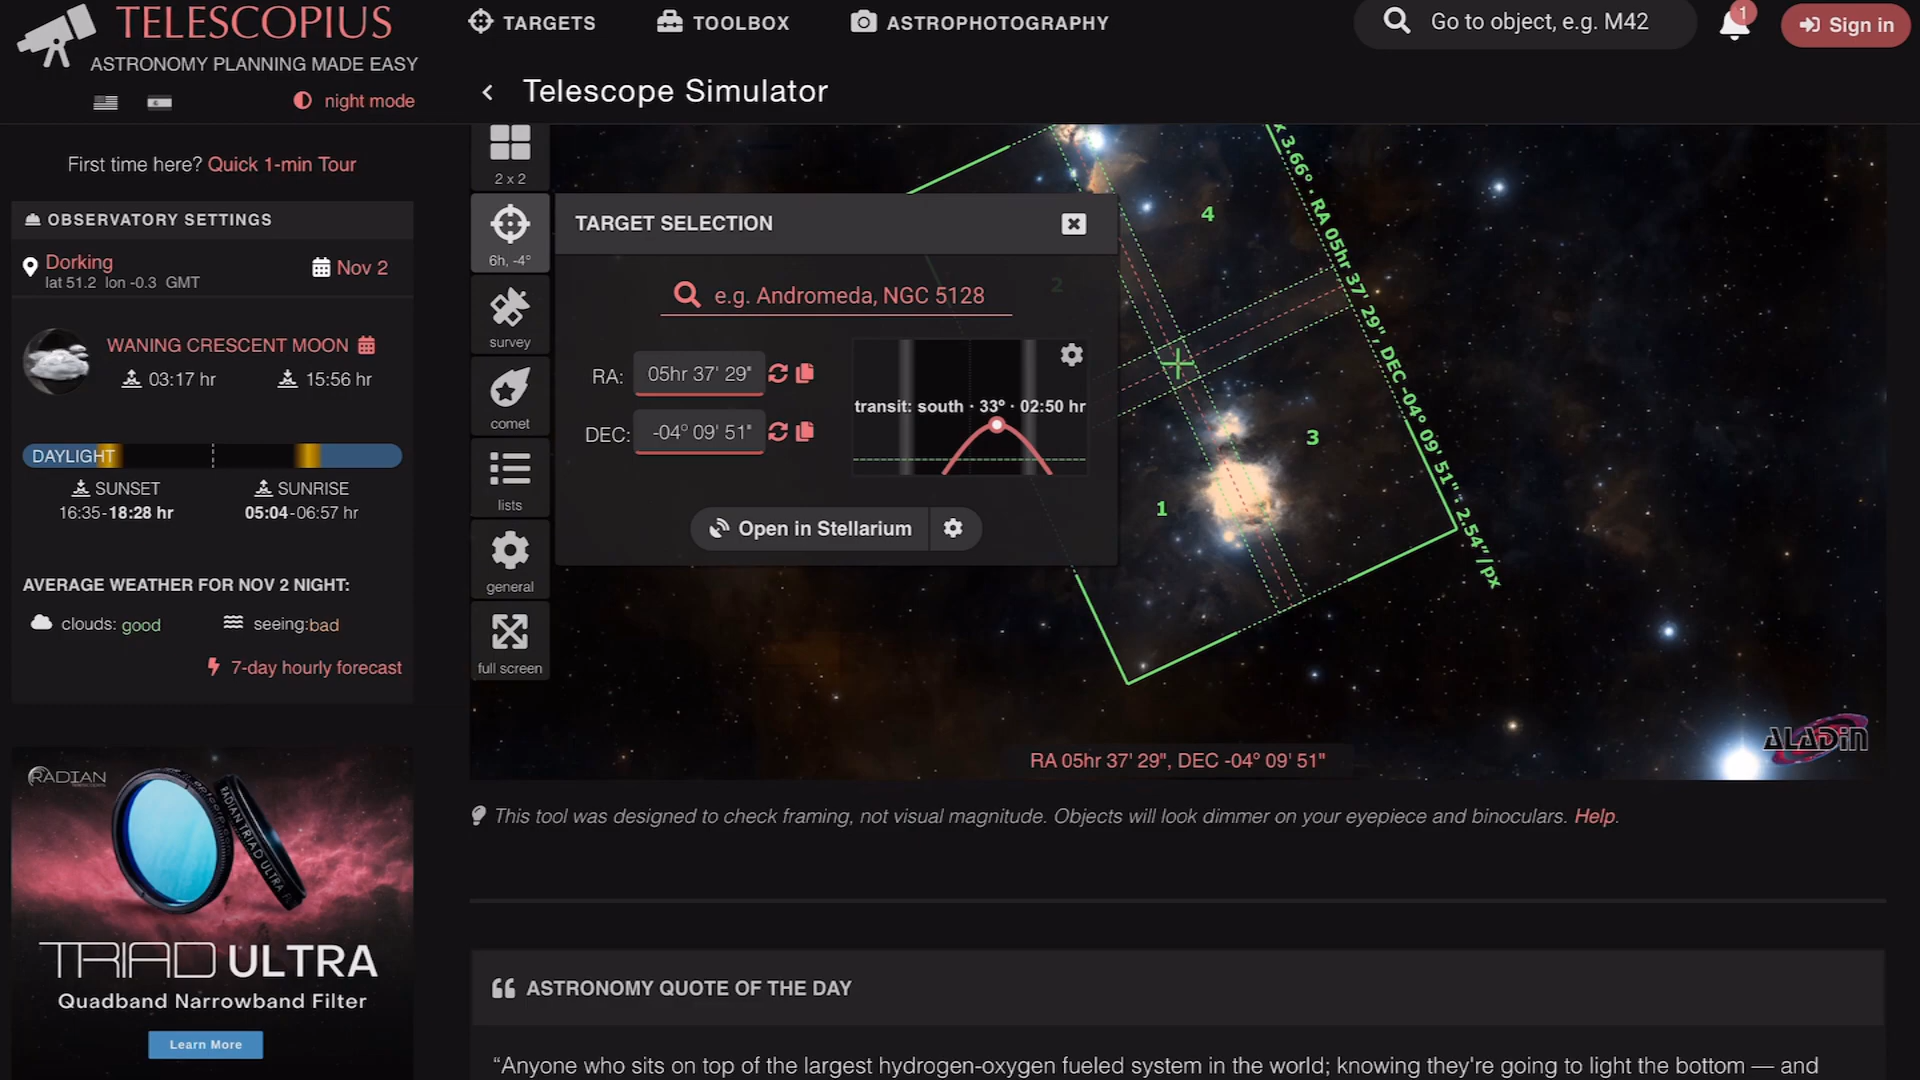 TELESCOPIUS
ASTRONOMY PLANNING MADE EASY
night mode
TARGETS
TOOLBOX
ASTROPHOTOGRAPHY
Go to object, e.g. M42
1
Sign in
Telescope Simulator
First time here? Quick 1-min Tour
OBSERVATORY SETTINGS
Dorking
lat 51.2 lon -0.3 GMT
Nov 2
WANING CRESCENT MOON
03:17 hr
15:56 hr
DAYLIGHT
SUNSET
16:35-18:28 hr
SUNRISE
05:04-06:57 hr
AVERAGE WEATHER FOR NOV 2 NIGHT:
clouds: good
seeing:bad
7-day hourly forecast
RADIAN
RADIAN TRIAD ULTRA
TRIAD ULTRA
Quadband Narrowband Filter
Learn More
2 x 2
6h, -4°
survey
comet
lists
general
full screen
TARGET SELECTION
e.g. Andromeda, NGC 5128
RA: 05hr 37' 29"
DEC: -04º 09' 51"
transit: south · 33º · 02:50 hr
Open in Stellarium
2
4
3
1
x 3.66° · RA 05hr 37' 29", DEC -04º 09' 51" · 2.54"/px
RA 05hr 37' 29", DEC -04º 09' 51"
ALADIN
This tool was designed to check framing, not visual magnitude. Objects will look dimmer on your eyepiece and binoculars. Help.
ASTRONOMY QUOTE OF THE DAY
“Anyone who sits on top of the largest hydrogen-oxygen fueled system in the world; knowing they're going to light the bottom — and